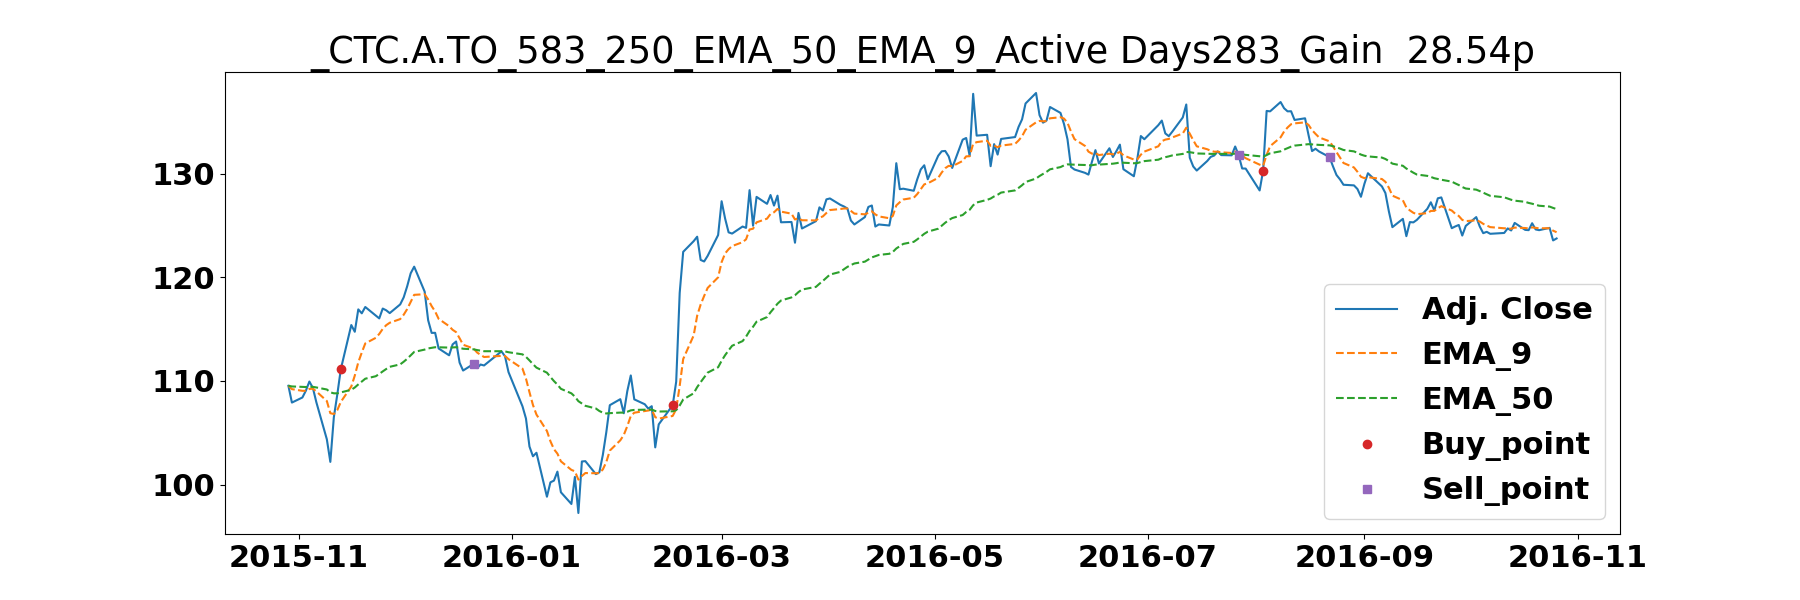 _CTC.A.TO_583_250_EMA_50_EMA_9_Active Days283_Gain  28.54p
130
120
110
100
Adj. Close
EMA_9
EMA_50
Buy_point
Sell_point
2015-11 2016-01 2016-03 2016-05 2016-07 2016-09 2016-11